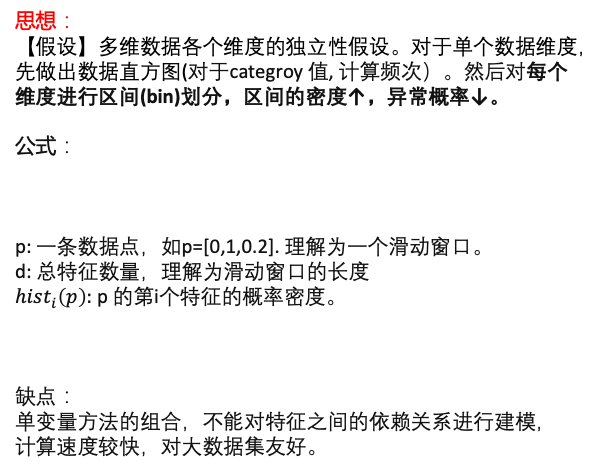 思想：
【假设】多维数据各个维度的独立性假设。对于单个数据维度，
先做出数据直方图(对于categroy 值, 计算频次）。然后对每个
维度进行区间(bin)划分，区间的密度↑，异常概率↓。
公式：
p: 一条数据点，如p=[0,1,0.2]. 理解为一个滑动窗口。
d: 总特征数量，理解为滑动窗口的长度
histᵢ(p): p 的第i个特征的概率密度。
缺点：
单变量方法的组合，不能对特征之间的依赖关系进行建模，
计算速度较快，对大数据集友好。